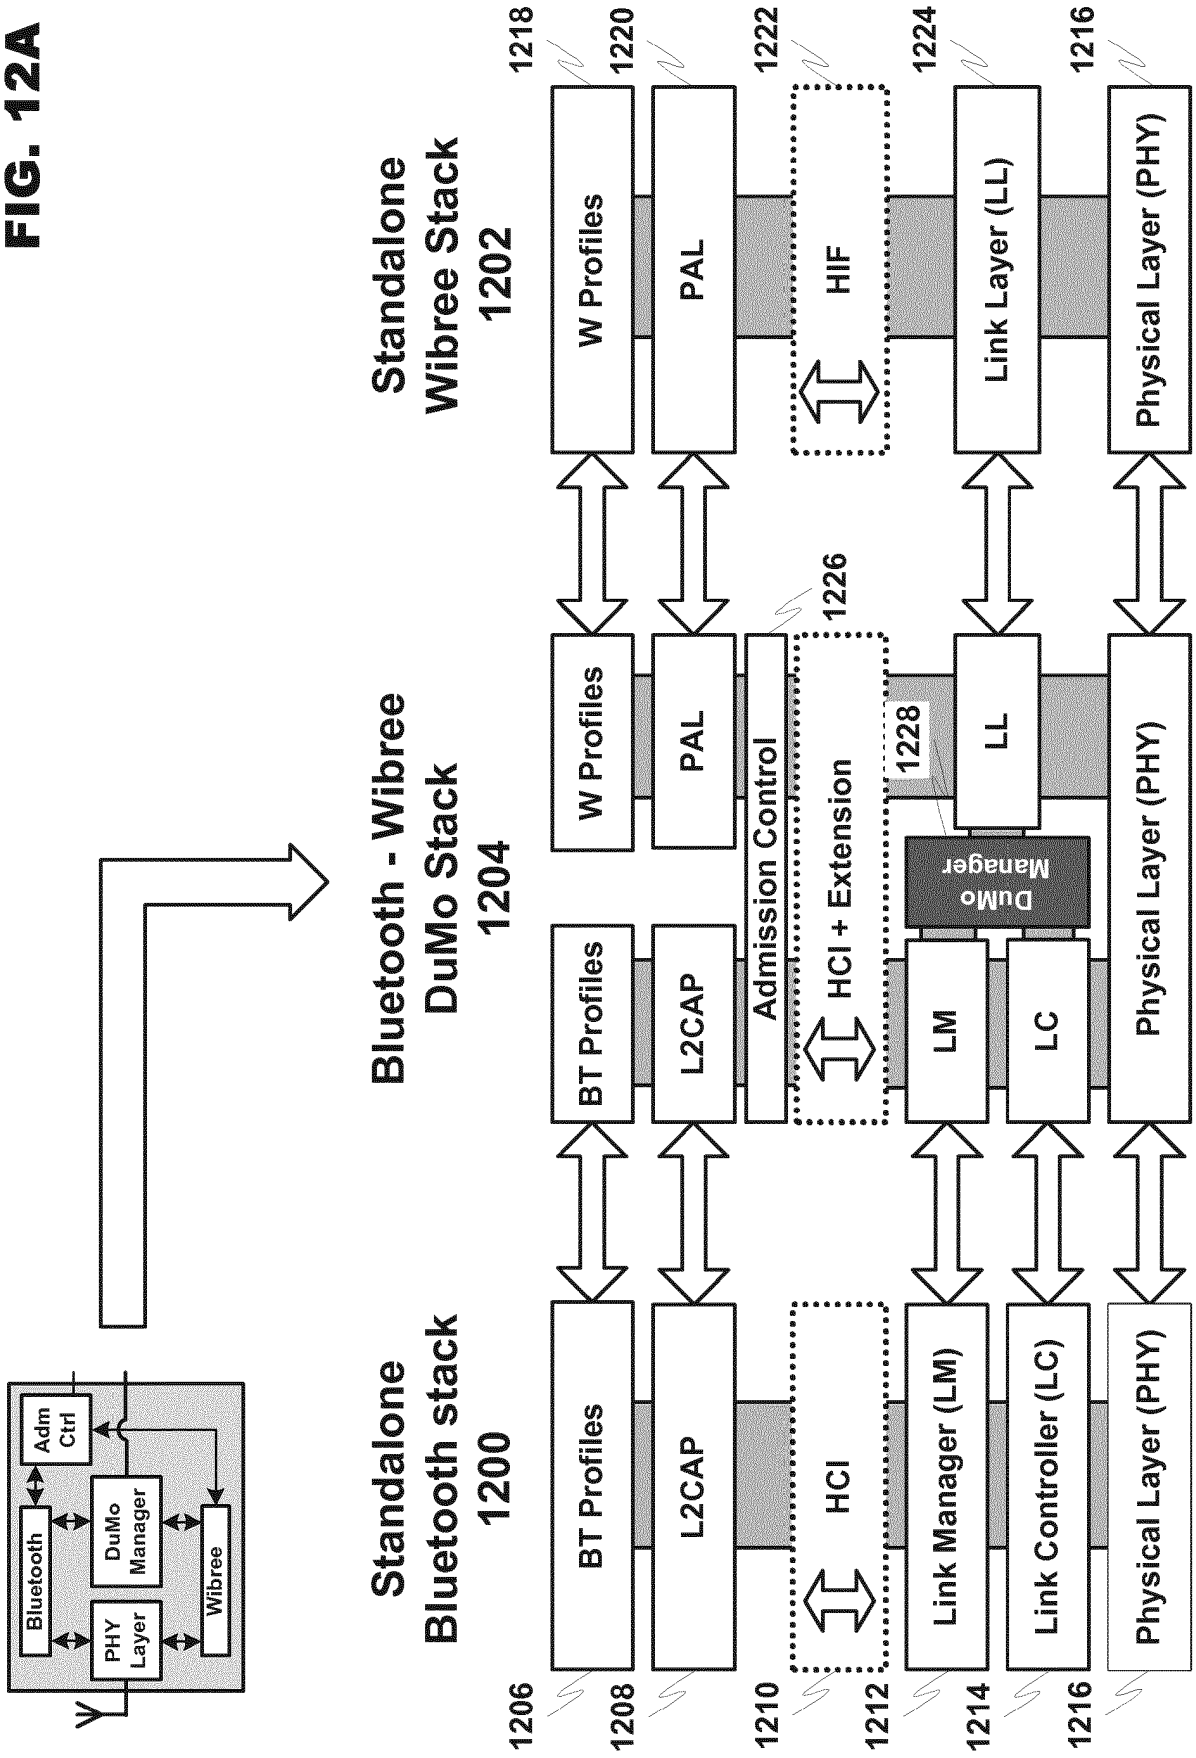 FIG. 12A
Bluetooth
Adm
Ctrl
PHY
Layer
DuMo
Manager
Wibree
Standalone
Bluetooth stack
1200
Bluetooth - Wibree
DuMo Stack
1204
Standalone
Wibree Stack
1202
1206
BT Profiles
BT Profiles
W Profiles
W Profiles
1218
1208
L2CAP
L2CAP
PAL
PAL
1220
Admission Control
1226
1210
HCI
HCI + Extension
HIF
1222
1228
1212
Link Manager (LM)
LM
DuMo
Manager
LL
Link Layer (LL)
1224
1214
Link Controller (LC)
LC
1216
Physical Layer (PHY)
Physical Layer (PHY)
Physical Layer (PHY)
1216